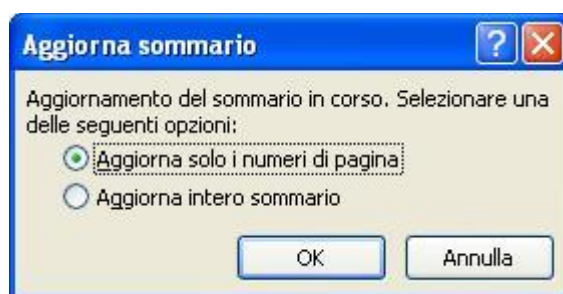 Aggiorna sommario
Aggiornamento del sommario in corso. Selezionare una
delle seguenti opzioni:
Aggiorna solo i numeri di pagina
Aggiorna intero sommario
OK Annulla